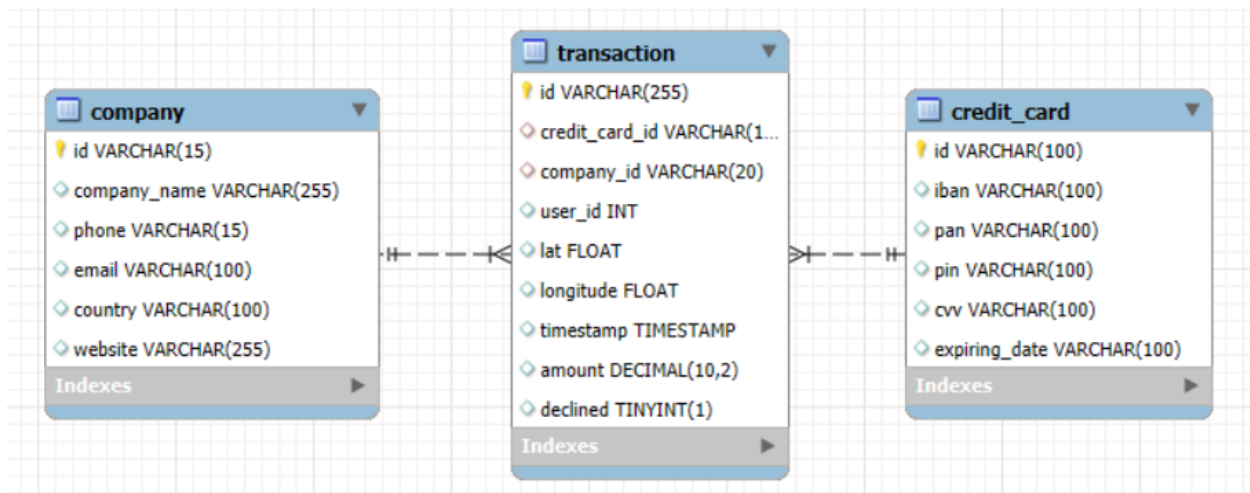 company
id VARCHAR(15)
company_name VARCHAR(255)
phone VARCHAR(15)
email VARCHAR(100)
country VARCHAR(100)
website VARCHAR(255)
Indexes
transaction
id VARCHAR(255)
credit_card_id VARCHAR(1...
company_id VARCHAR(20)
user_id INT
lat FLOAT
longitude FLOAT
timestamp TIMESTAMP
amount DECIMAL(10,2)
declined TINYINT(1)
Indexes
credit_card
id VARCHAR(100)
iban VARCHAR(100)
pan VARCHAR(100)
pin VARCHAR(100)
cvv VARCHAR(100)
expiring_date VARCHAR(100)
Indexes